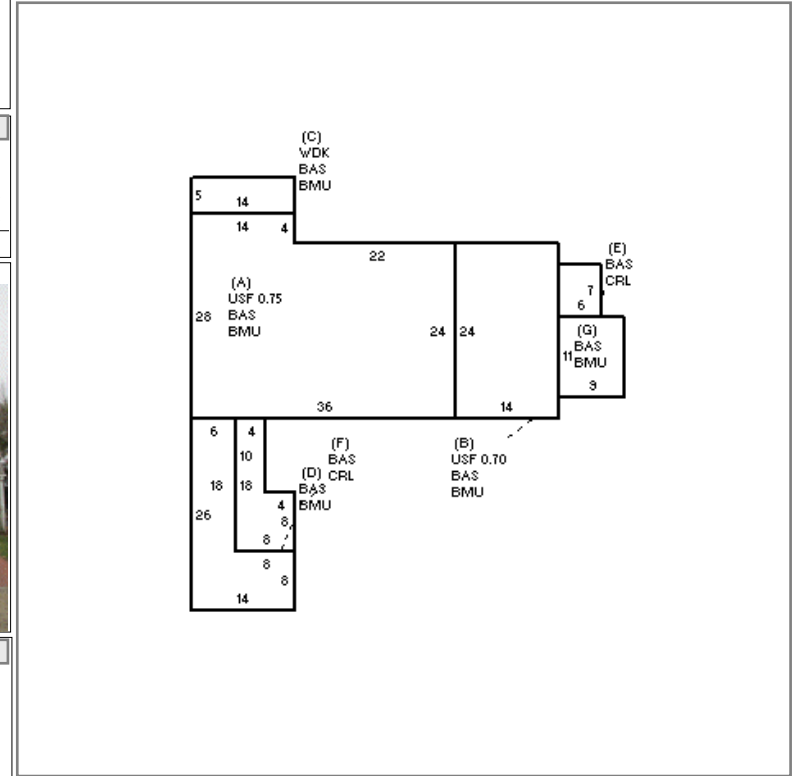 (C)
WDK
BAS
BMU
5
14
14
4
22
(E)
BAS
CRL
7
6
(A)
USF 0.75
BAS
BMU
28
24
24
(G)
BAS
BMU
11
9
36
14
6
4
10
18
18
26
(F)
BAS
CRL
(D)
BAS
BMU
(B)
USF 0.70
BAS
BMU
4
8
8
8
8
14